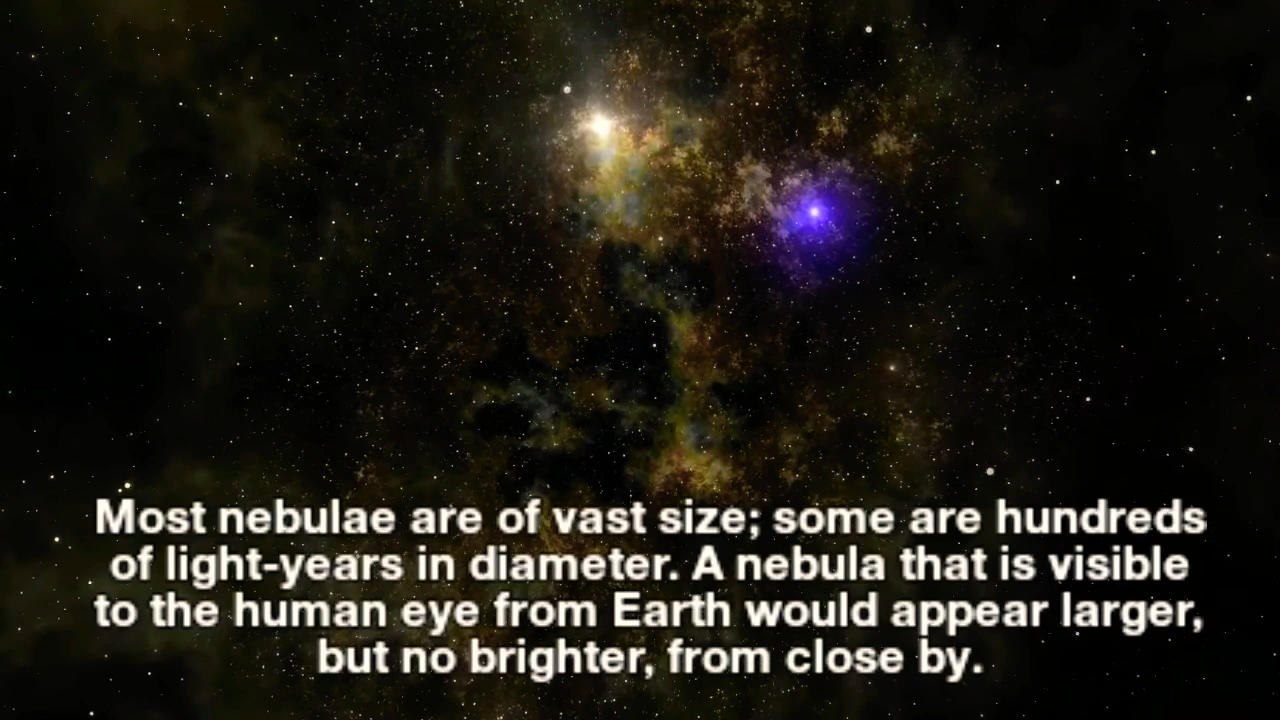 Most nebulae are of vast size; some are hundreds
of light-years in diameter. A nebula that is visible
to the human eye from Earth would appear larger,
but no brighter, from close by.